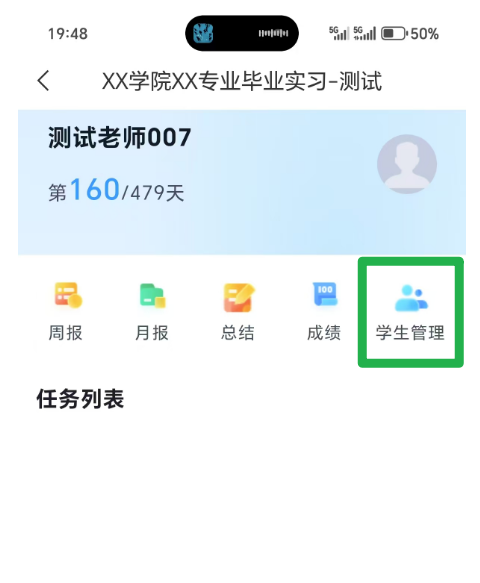 19:48
5G 5G 50%
XX学院XX专业毕业实习-测试
测试老师007
第160/479天
100
周报 月报 总结 成绩 学生管理
任务列表